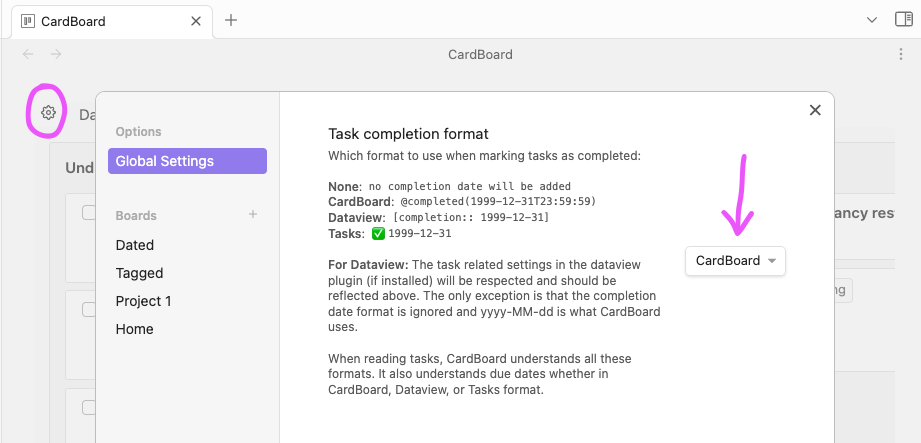 CardBoard
CardBoard
Da
Und
Options
Global Settings
Boards
Dated
Tagged
Project 1
Home
Task completion format
Which format to use when marking tasks as completed:
None: no completion date will be added
CardBoard: @completed(1999-12-31T23:59:59)
Dataview: [completion:: 1999-12-31]
Tasks: ✅ 1999-12-31
For Dataview: The task related settings in the dataview
plugin (if installed) will be respected and should be
reflected above. The only exception is that the completion
date format is ignored and yyyy-MM-dd is what CardBoard
uses.
When reading tasks, CardBoard understands all these
formats. It also understands due dates whether in
CardBoard, Dataview, or Tasks format.
CardBoard
ancy res
ng